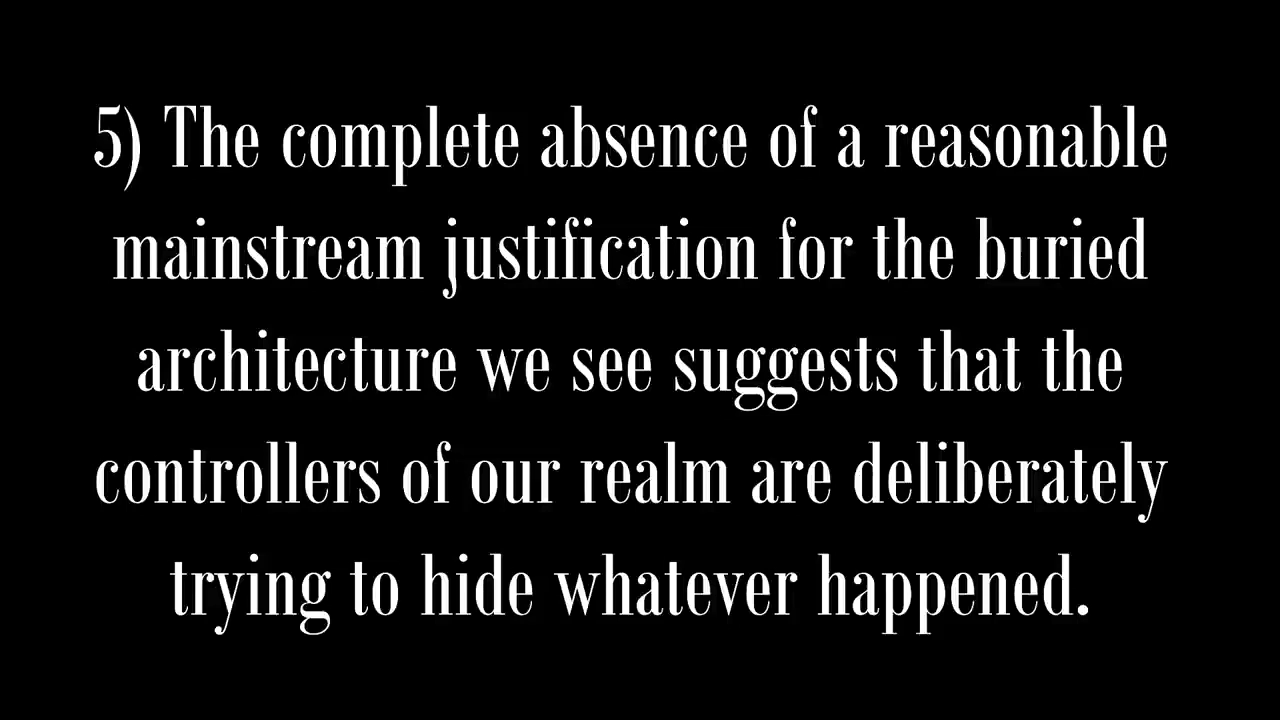 5) The complete absence of a reasonable
mainstream justification for the buried
architecture we see suggests that the
controllers of our realm are deliberately
trying to hide whatever happened.